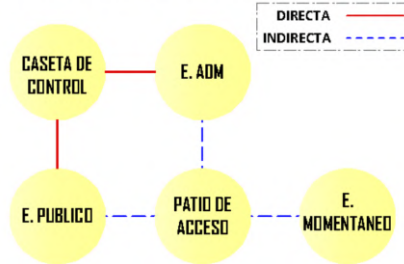 DIRECTA
INDIRECTA
CASETA DE
CONTROL
E. ADM
E. PUBLICO
PATIO DE
ACCESO
E.
MOMENTANEO